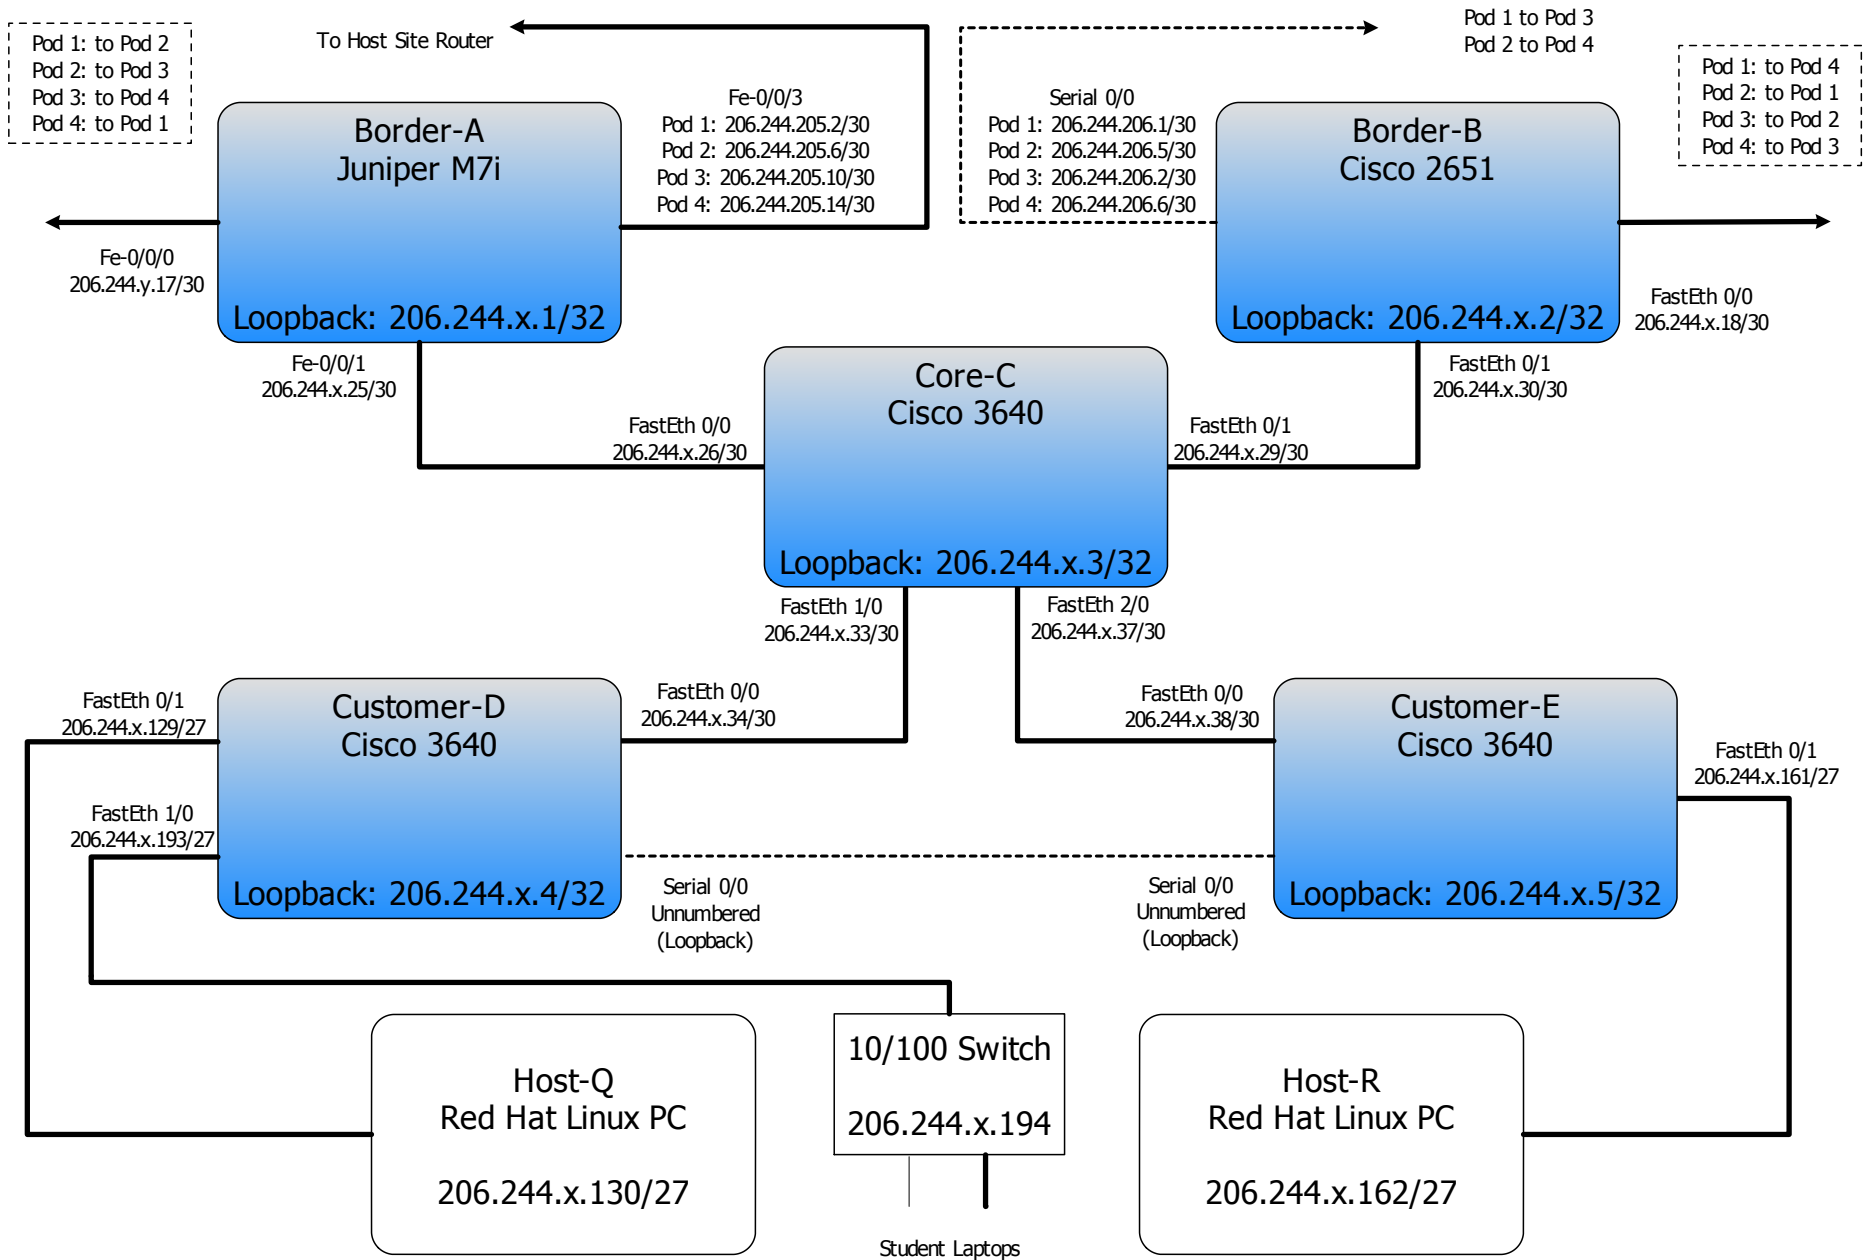 Pod 1: to Pod 2
Pod 2: to Pod 3
Pod 3: to Pod 4
Pod 4: to Pod 1
To Host Site Router
Pod 1 to Pod 3
Pod 2 to Pod 4
Pod 1: to Pod 4
Pod 2: to Pod 1
Pod 3: to Pod 2
Pod 4: to Pod 3
Border-A
Juniper M7i
Loopback: 206.244.x.1/32
Fe-0/0/3
Pod 1: 206.244.205.2/30
Pod 2: 206.244.205.6/30
Pod 3: 206.244.205.10/30
Pod 4: 206.244.205.14/30
Serial 0/0
Pod 1: 206.244.206.1/30
Pod 2: 206.244.206.5/30
Pod 3: 206.244.206.2/30
Pod 4: 206.244.206.6/30
Border-B
Cisco 2651
Loopback: 206.244.x.2/32
Fe-0/0/0
206.244.y.17/30
FastEth 0/0
206.244.x.18/30
Fe-0/0/1
206.244.x.25/30
FastEth 0/1
206.244.x.30/30
Core-C
Cisco 3640
Loopback: 206.244.x.3/32
FastEth 0/0
206.244.x.26/30
FastEth 0/1
206.244.x.29/30
FastEth 1/0
206.244.x.33/30
FastEth 2/0
206.244.x.37/30
FastEth 0/1
206.244.x.129/27
Customer-D
Cisco 3640
Loopback: 206.244.x.4/32
FastEth 0/0
206.244.x.34/30
FastEth 0/0
206.244.x.38/30
Customer-E
Cisco 3640
Loopback: 206.244.x.5/32
FastEth 0/1
206.244.x.161/27
FastEth 1/0
206.244.x.193/27
Serial 0/0
Unnumbered
(Loopback)
Serial 0/0
Unnumbered
(Loopback)
Host-Q
Red Hat Linux PC
206.244.x.130/27
10/100 Switch
206.244.x.194
Host-R
Red Hat Linux PC
206.244.x.162/27
Student Laptops